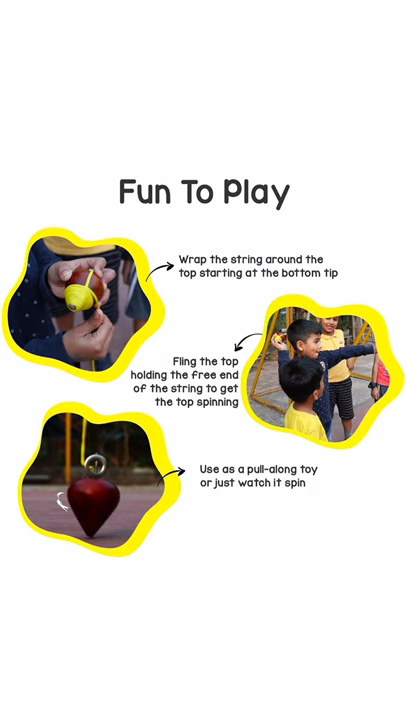 Fun To Play
Wrap the string around the
top starting at the bottom tip
Fling the top
holding the free end
of the string to get
the top spinning
Use as a pull-along toy
or just watch it spin